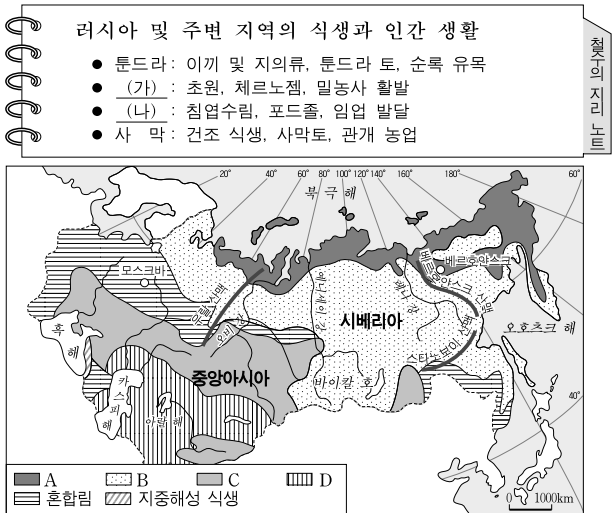 러시아 및 주변 지역의 식생과 인간 생활
● 툰드라 : 이끼 및 지의류, 툰드라 토, 순록 유목
● (가) : 초원, 체르노젬, 밀농사 활발
● (나) : 침엽수림, 포드졸, 임업 발달
● 사 막 : 건조 식생, 사막토, 관개 농업
철수의 지리 노트
20° 40° 60° 80° 100° 120° 140° 160° 180° 60°
북극해
모스크바
우랄 산맥
오비 강
예니세이 강
레나 강
베르호얀스크
베르호얀스크 산맥
시베리아
스타노보이 산맥
오호츠크 해
흑해
카스피해
아랄 해
중앙아시아
바이칼 호
40°
A B C D
혼합림 지중해성 식생
0 1000km